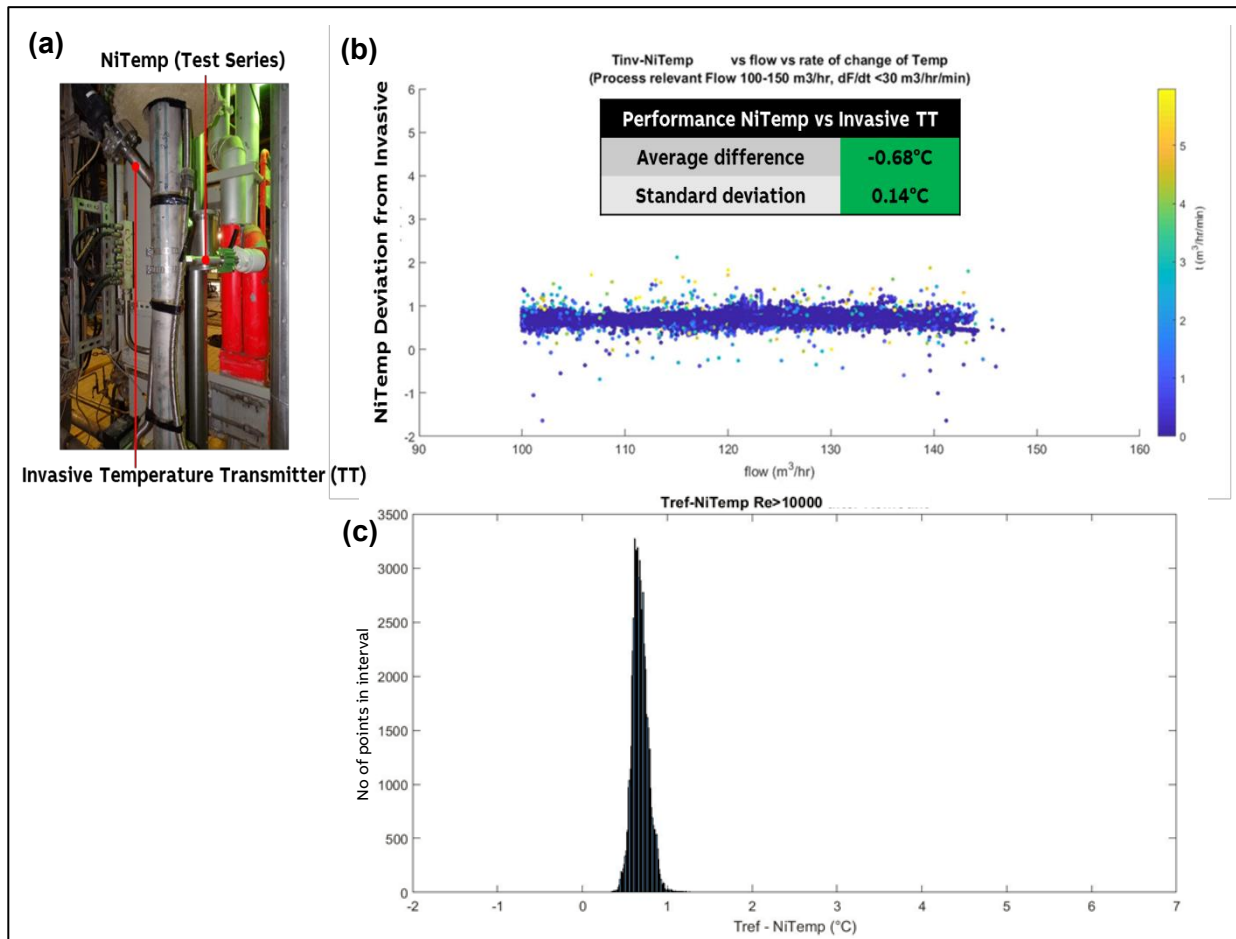 (a)
NiTemp (Test Series)
Invasive Temperature Transmitter (TT)
(b)
Tinv-NiTemp vs flow vs rate of change of Temp
(Process relevant Flow 100-150 m3/hr, dF/dt <30 m3/hr/min)
Performance NiTemp vs Invasive TT
Average difference -0.68°C
Standard deviation 0.14°C
NiTemp Deviation from Invasive
6
5
4
3
2
1
0
-1
-2
90 100 110 120 130 140 150 160
flow (m³/hr)
5
4
3
2
1
0
t (m³/hr/min)
(c)
Tref-NiTemp Re>10000
No of points in interval
3500
3000
2500
2000
1500
1000
500
0
-2 -1 0 1 2 3 4 5 6 7
Tref - NiTemp (°C)